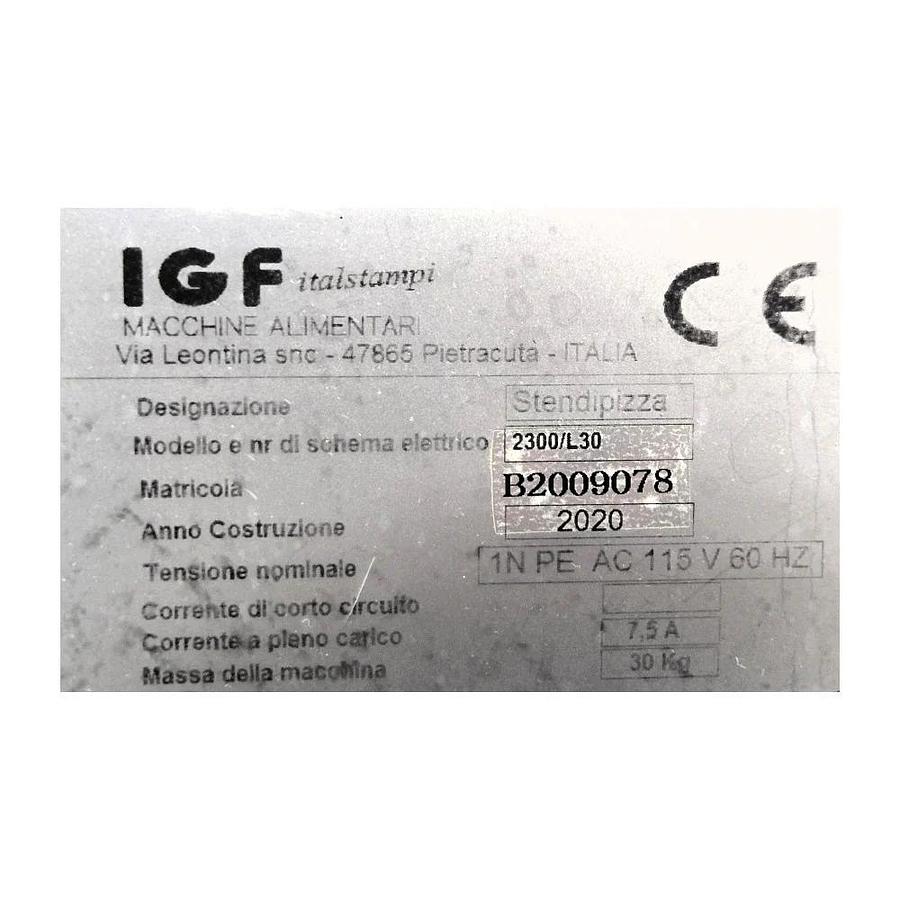 IGF italstampi
MACCHINE ALIMENTARI
Via Leontina snc - 47865 Pietracuta - ITALIA
CE
Designazione Stendipizza
Modello e nr di schema elettrico 2300/L30
Matricola B2009078
Anno Costruzione 2020
Tensione nominale 1N PE AC 115 V 60 HZ
Corrente di corto circuito
Corrente a pleno carico 7,5 A
Massa della macchina 30 Kg